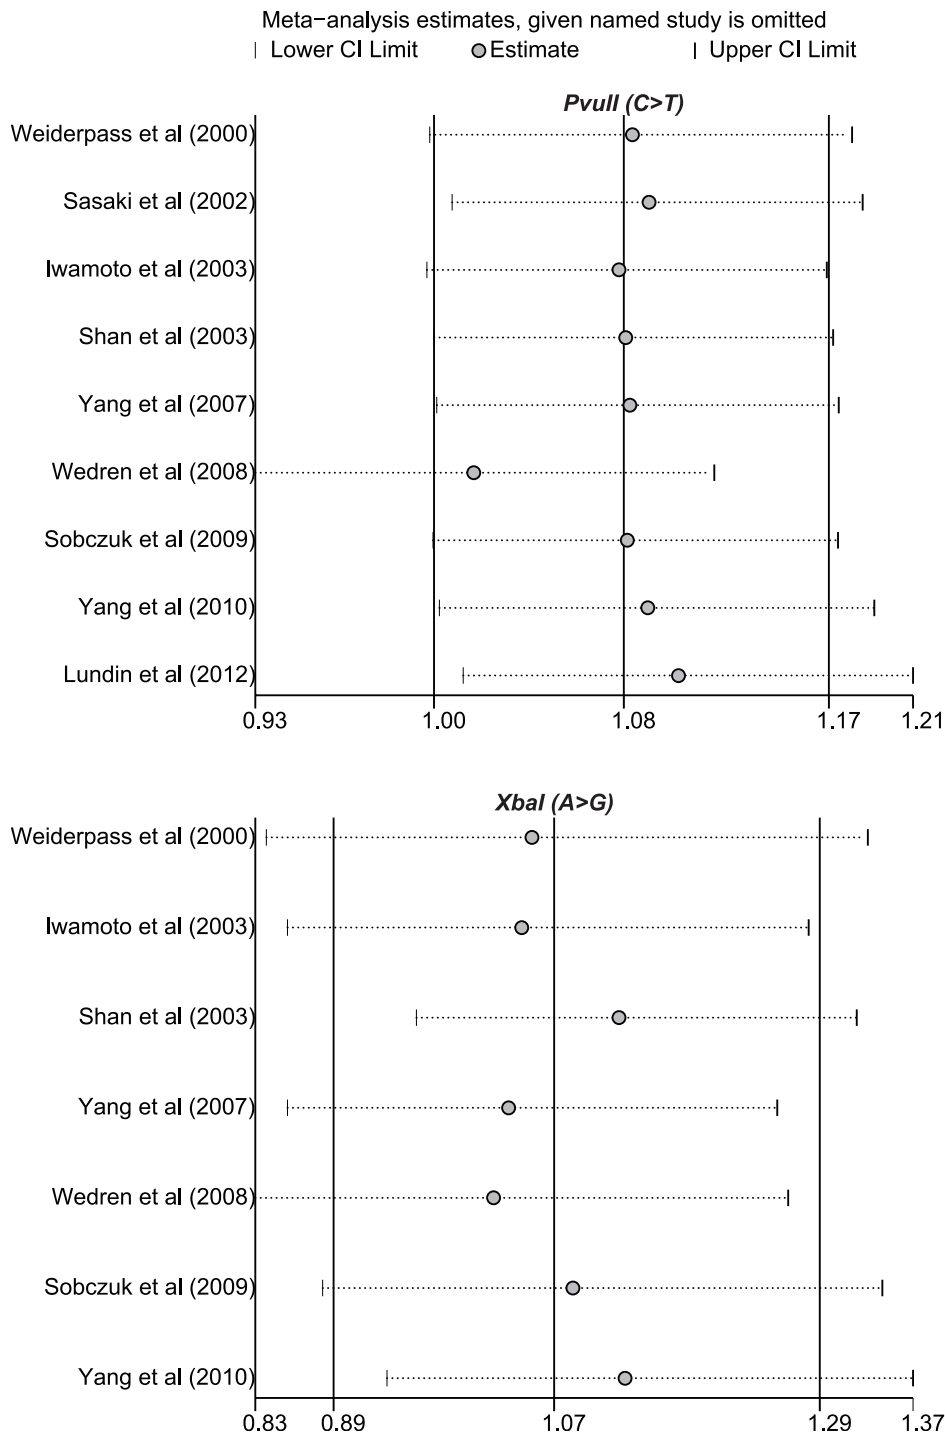 Meta−analysis estimates, given named study is omitted
Lower CI Limit Estimate Upper CI Limit
PvuII (C>T)
Weiderpass et al (2000)
Sasaki et al (2002)
Iwamoto et al (2003)
Shan et al (2003)
Yang et al (2007)
Wedren et al (2008)
Sobczuk et al (2009)
Yang et al (2010)
Lundin et al (2012)
0.93 1.00 1.08 1.17 1.21
XbaI (A>G)
Weiderpass et al (2000)
Iwamoto et al (2003)
Shan et al (2003)
Yang et al (2007)
Wedren et al (2008)
Sobczuk et al (2009)
Yang et al (2010)
0.83 0.89 1.07 1.29 1.37